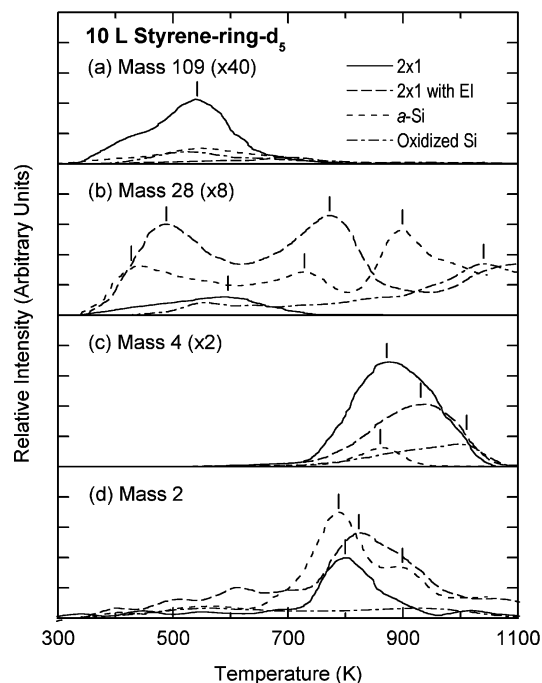 10 L Styrene-ring-d5
(a) Mass 109 (x40)
2x1
2x1 with EI
a-Si
Oxidized Si
(b) Mass 28 (x8)
(c) Mass 4 (x2)
(d) Mass 2
Relative Intensity (Arbitrary Units)
300 500 700 900 1100
Temperature (K)